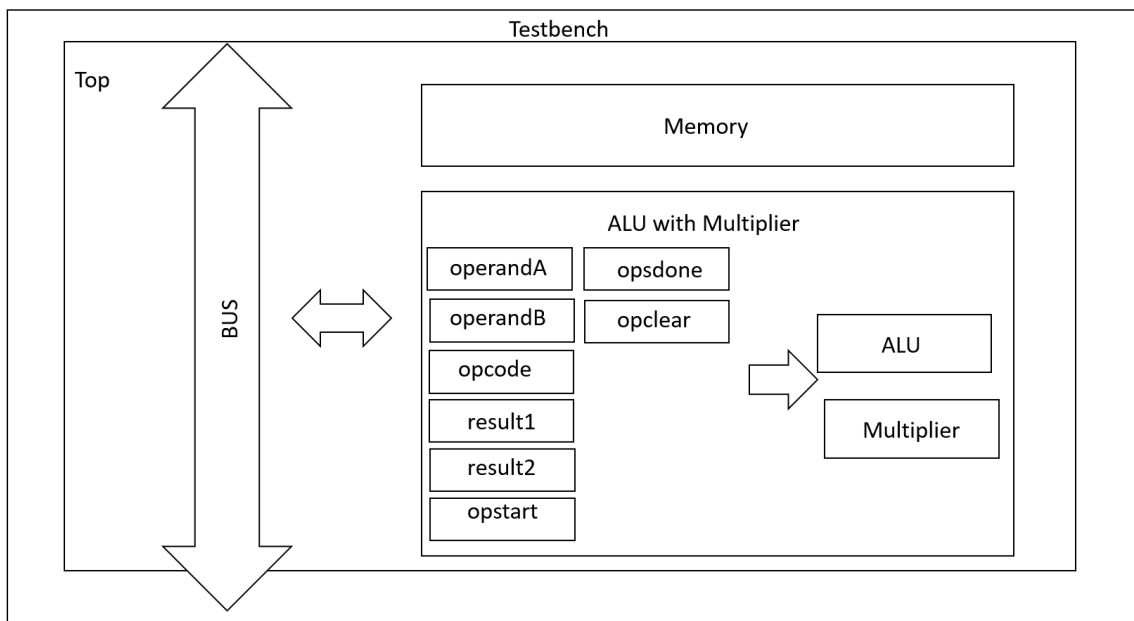 Testbench
Top
Memory
ALU with Multiplier
operandA
opsdone
operandB
opclear
BUS
ALU
opcode
result1
Multiplier
result2
opstart